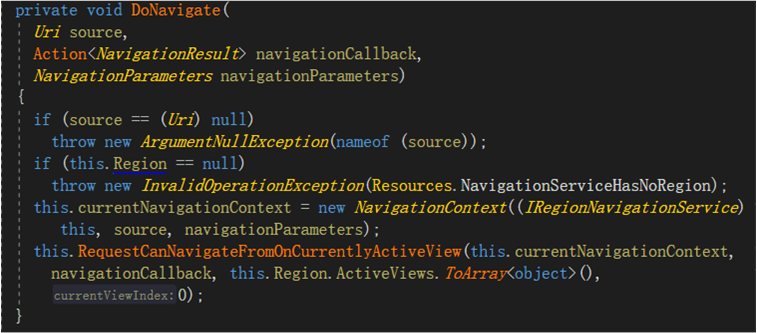 private void DoNavigate(
Uri source,
Action<NavigationResult> navigationCallback,
NavigationParameters navigationParameters)
{
if (source == (Uri) null)
throw new ArgumentNullException(nameof (source));
if (this.Region == null)
throw new InvalidOperationException(Resources.NavigationServiceHasNoRegion);
this.currentNavigationContext = new NavigationContext((IRegionNavigationService)
this, source, navigationParameters);
this.RequestCanNavigateFromOnCurrentlyActiveView(this.currentNavigationContext,
navigationCallback, this.Region.ActiveViews.ToArray<object>(),
currentViewIndex:0);
}